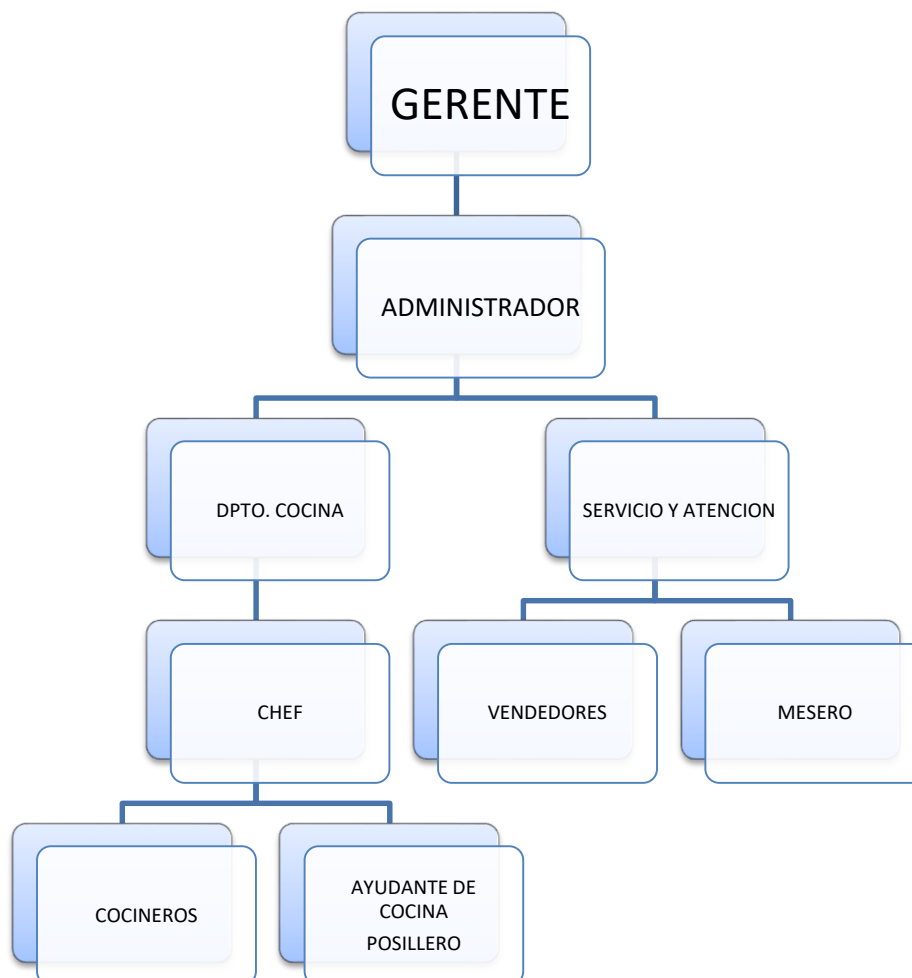 GERENTE
ADMINISTRADOR
DPTO. COCINA
SERVICIO Y ATENCION
CHEF
VENDEDORES
MESERO
COCINEROS
AYUDANTE DE
COCINA
POSILLERO